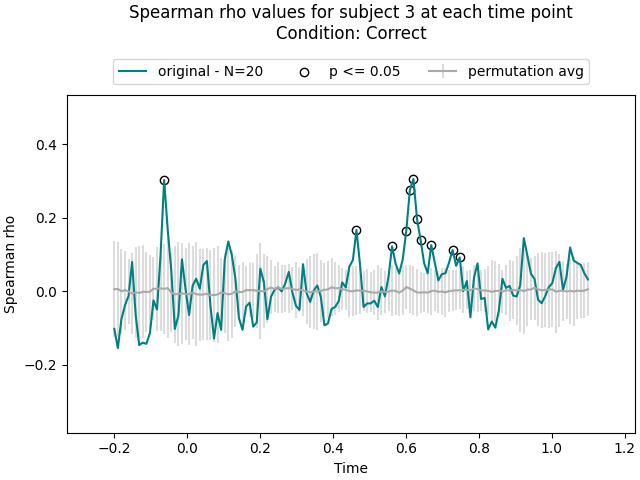 Spearman rho values for subject 3 at each time point
Condition: Correct
original - N=20
p <= 0.05
permutation avg
Spearman rho
0.4
0.2
0.0
−0.2
−0.2
0.0
0.2
0.4
0.6
0.8
1.0
1.2
Time